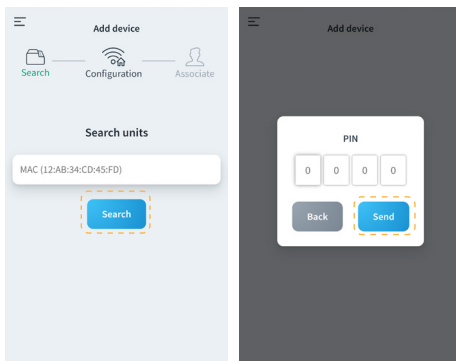 Add device
Search Configuration Associate
Search units
MAC (12:AB:34:CD:45:FD)
Search
Add device
PIN
0 0 0 0
Back Send